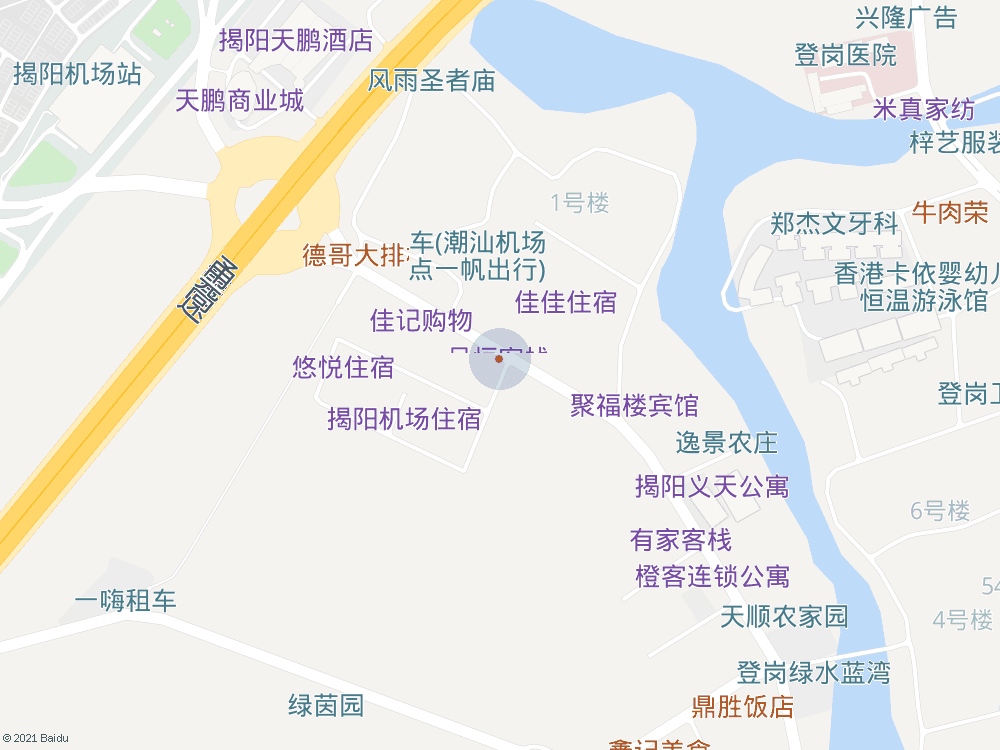 兴隆广告
揭阳天鹏酒店
登岗医院
揭阳机场站
风雨圣者庙
天鹏商业城
米真家纺
梓艺服装
1号楼
牛肉荣
郑杰文牙科
车(潮汕机场
点一帆出行)
德哥大排
香港卡依婴幼儿
恒温游泳馆
佳佳住宿
佳记购物
悠悦住宿
登岗工
聚福楼宾馆
揭阳机场住宿
逸景农庄
揭阳义天公寓
6号楼
有家客栈
橙客连锁公寓
54
一嗨租车
天顺农家园
4号楼
登岗绿水蓝湾
绿茵园
鼎胜饭店
鑫记美食
© 2021 Baidu